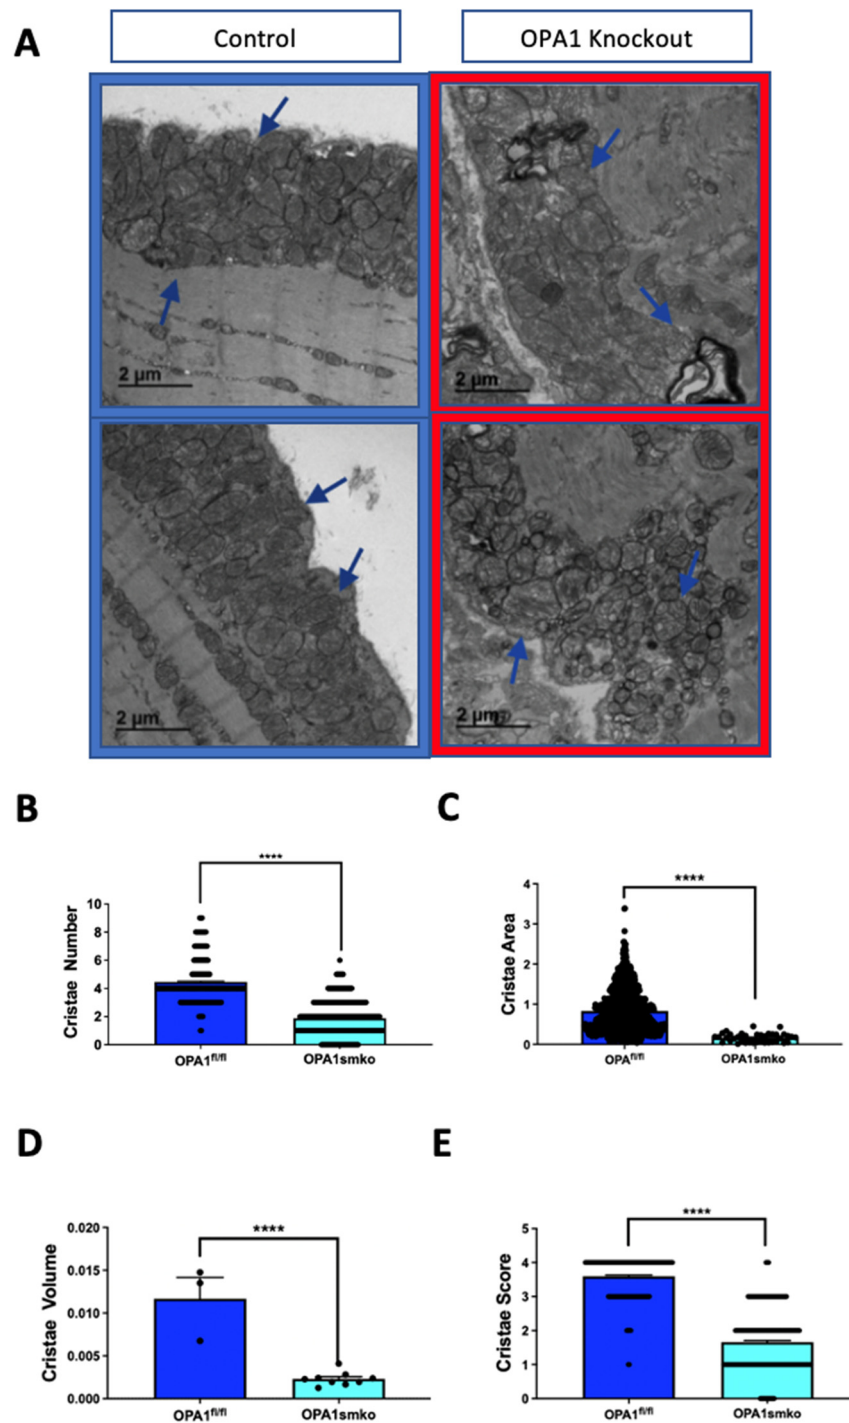 A
Control
OPA1 Knockout
2 µm
2 µm
2 µm
2 µm
B
C
****
Cristae Number
10
8
6
4
2
0
OPA1fl/fl
OPA1smko
****
Cristae Area
4
3
2
1
0
OPAfl/fl
OPA1smko
D
E
****
Cristae Volume
0.020
0.015
0.010
0.005
0.000
OPA1fl/fl
OPA1smko
****
Cristae Score
5
4
3
2
1
0
OPA1fl/fl
OPA1smko